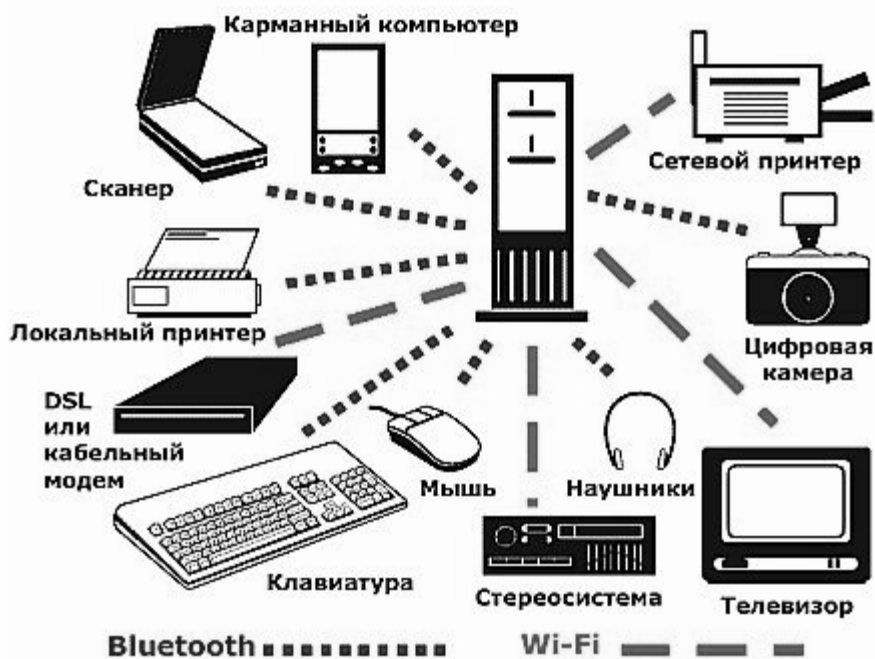 Карманный компьютер
Сетевой принтер
Сканер
Локальный принтер
Цифровая
камера
DSL
или
кабельный
модем
Мышь
Наушники
Клавиатура
Стереосистема
Телевизор
Bluetooth
Wi-Fi